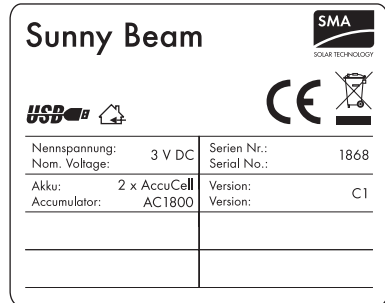 Sunny Beam
SMA
SOLAR TECHNOLOGY
USB
CE
Nennspannung:
Nom. Voltage:
3 V DC
Serien Nr.:
Serial No.:
1868
Akku:
Accumulator:
2 x AccuCell
AC1800
Version:
Version:
C1